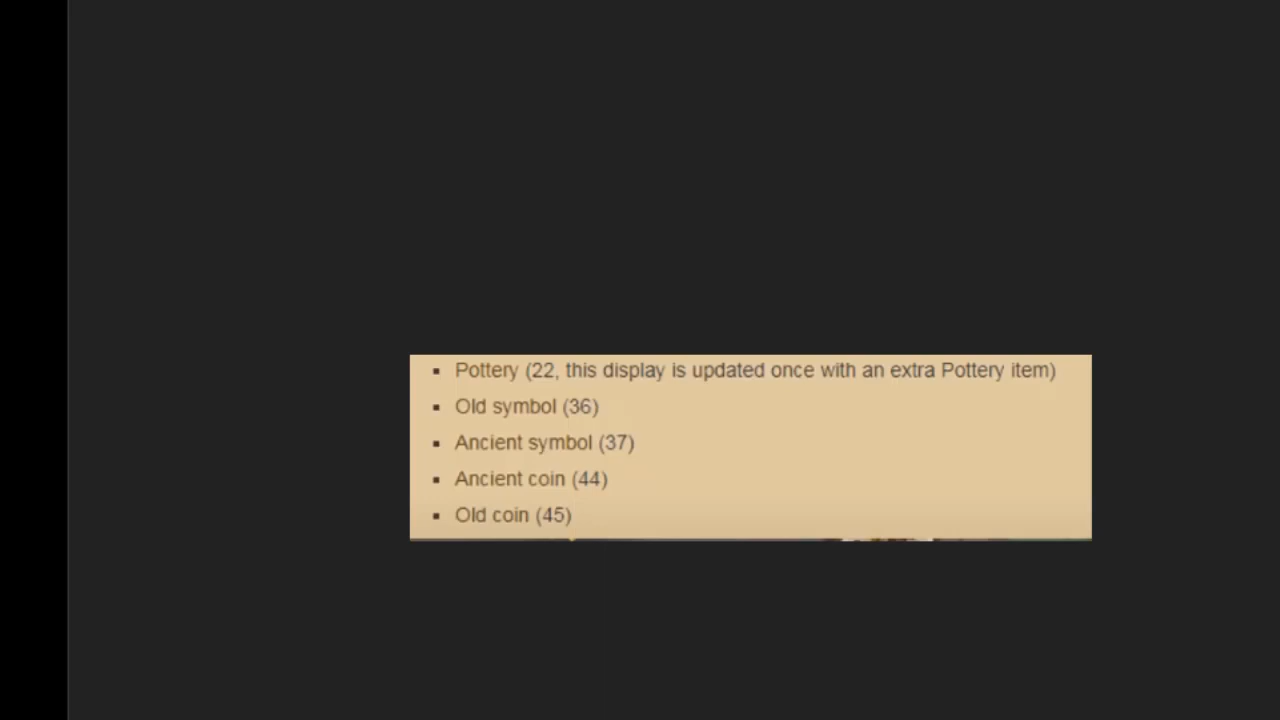 Pottery (22, this display is updated once with an extra Pottery item)
Old symbol (36)
Ancient symbol (37)
Ancient coin (44)
Old coin (45)